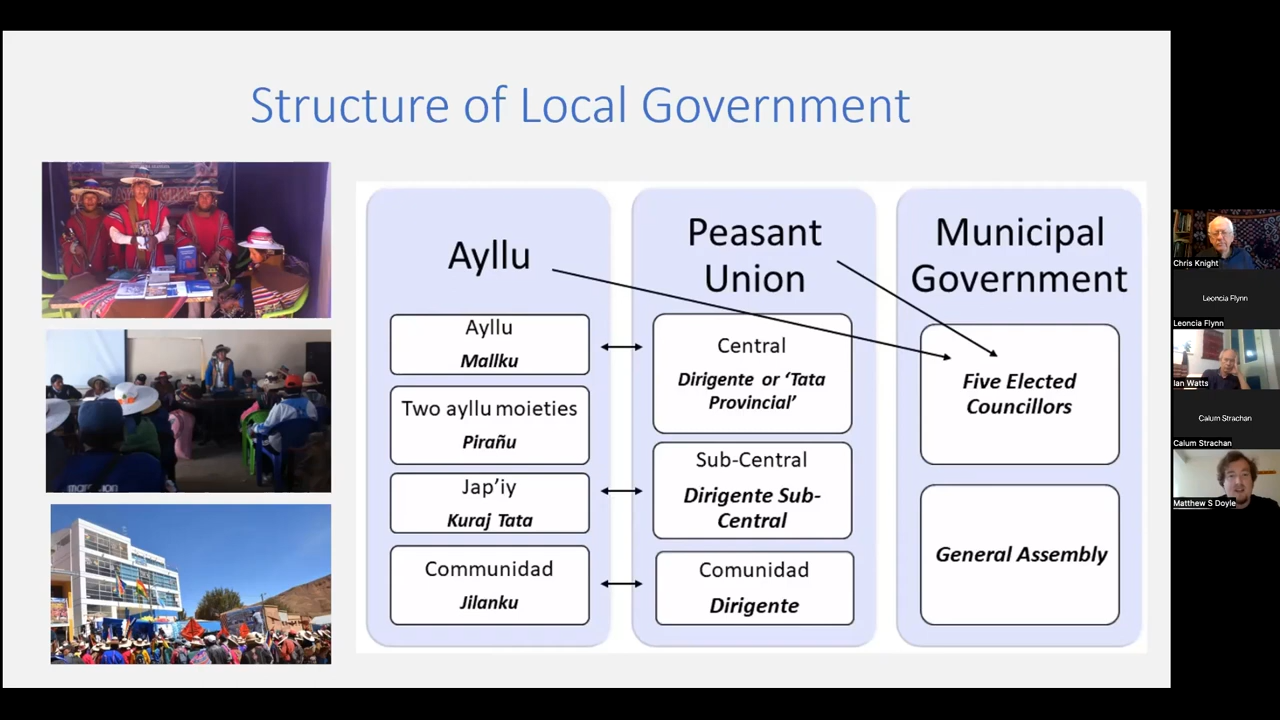 Structure of Local Government
Ayllu
Ayllu
Mallku
Two ayllu moieties
Pirañu
Jap'iy
Kuraj Tata
Communidad
Jilanku
Peasant
Union
Central
Dirigente or 'Tata
Provincial'
Sub-Central
Dirigente Sub-
Central
Comunidad
Dirigente
Municipal
Government
Five Elected
Councillors
General Assembly
Chris Knight
Leoncia Flynn
Leoncia Flynn
Ian Watts
Calum Strachan
Calum Strachan
Matthew S Doyle